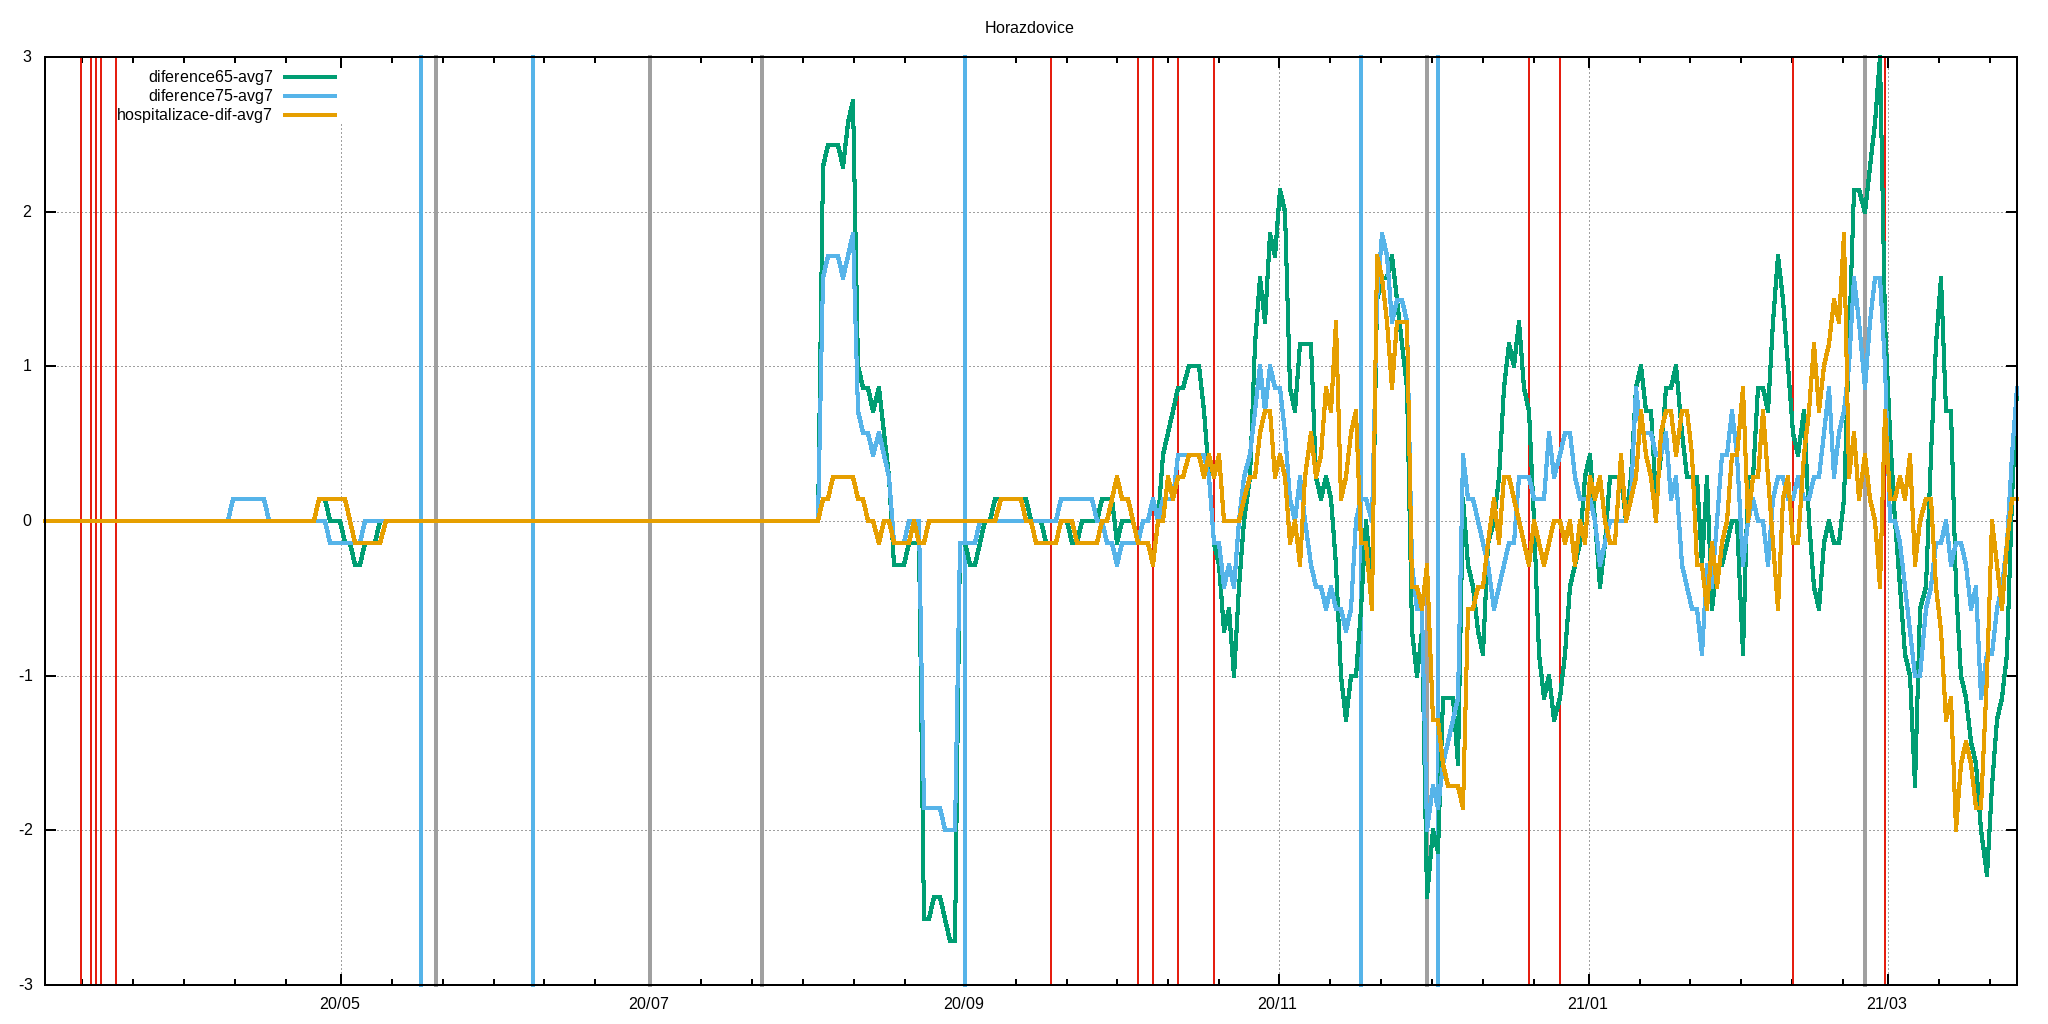 Horazdovice
3
diference65-avg7
diference75-avg7
hospitalizace-dif-avg7
2
1
0
-1
-2
-3
20/05 20/07 20/09 20/11 21/01 21/03